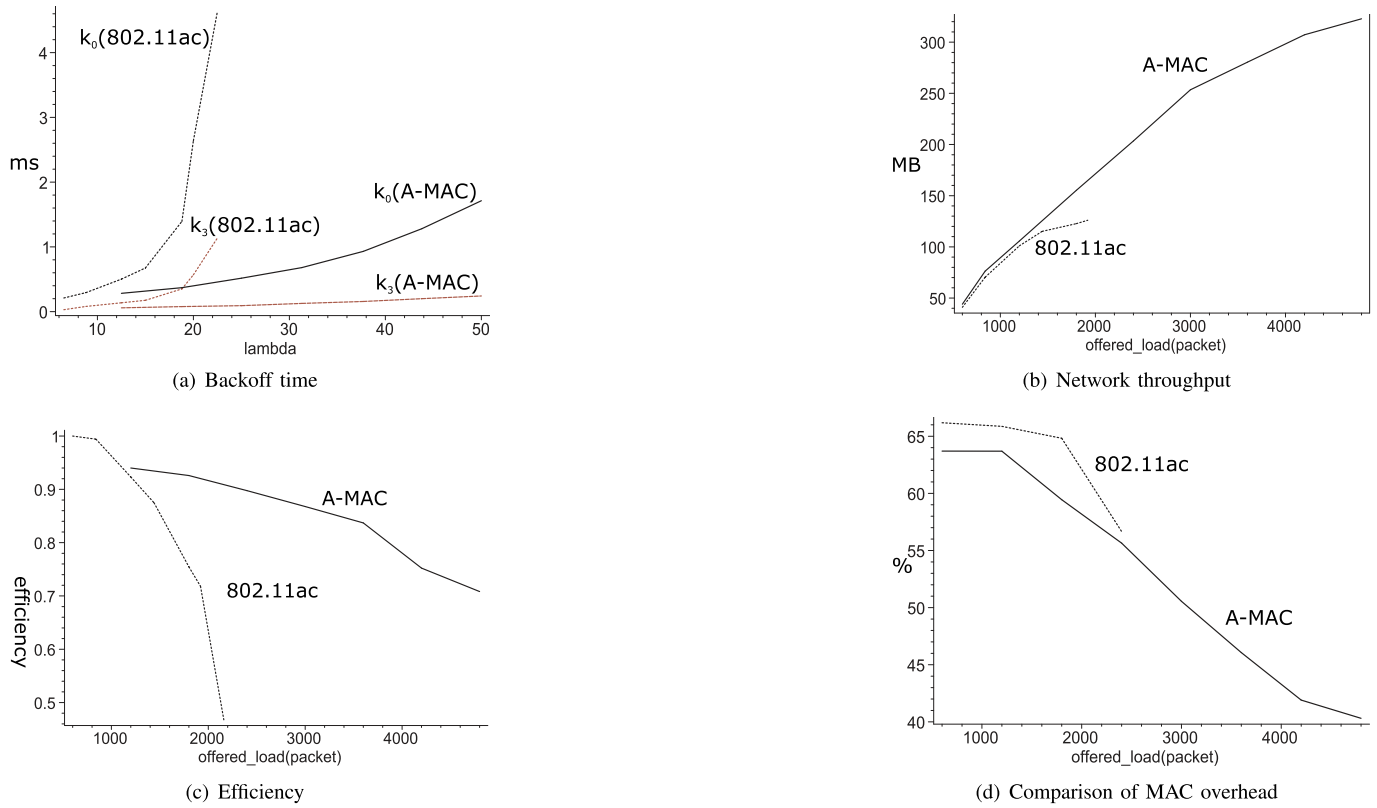 k₀(802.11ac)
4
3
ms
2
k₀(A-MAC)
k₃(802.11ac)
1
k₃(A-MAC)
0
10
20
30
40
50
lambda
(a) Backoff time
300
A-MAC
250
200
MB
150
802.11ac
100
50
1000
2000
3000
4000
offered_load(packet)
(b) Network throughput
1
0.9
A-MAC
0.8
efficiency
802.11ac
0.7
0.6
0.5
1000
2000
3000
4000
offered_load(packet)
(c) Efficiency
65
802.11ac
60
%
55
50
A-MAC
45
40
1000
2000
3000
4000
offered_load(packet)
(d) Comparison of MAC overhead